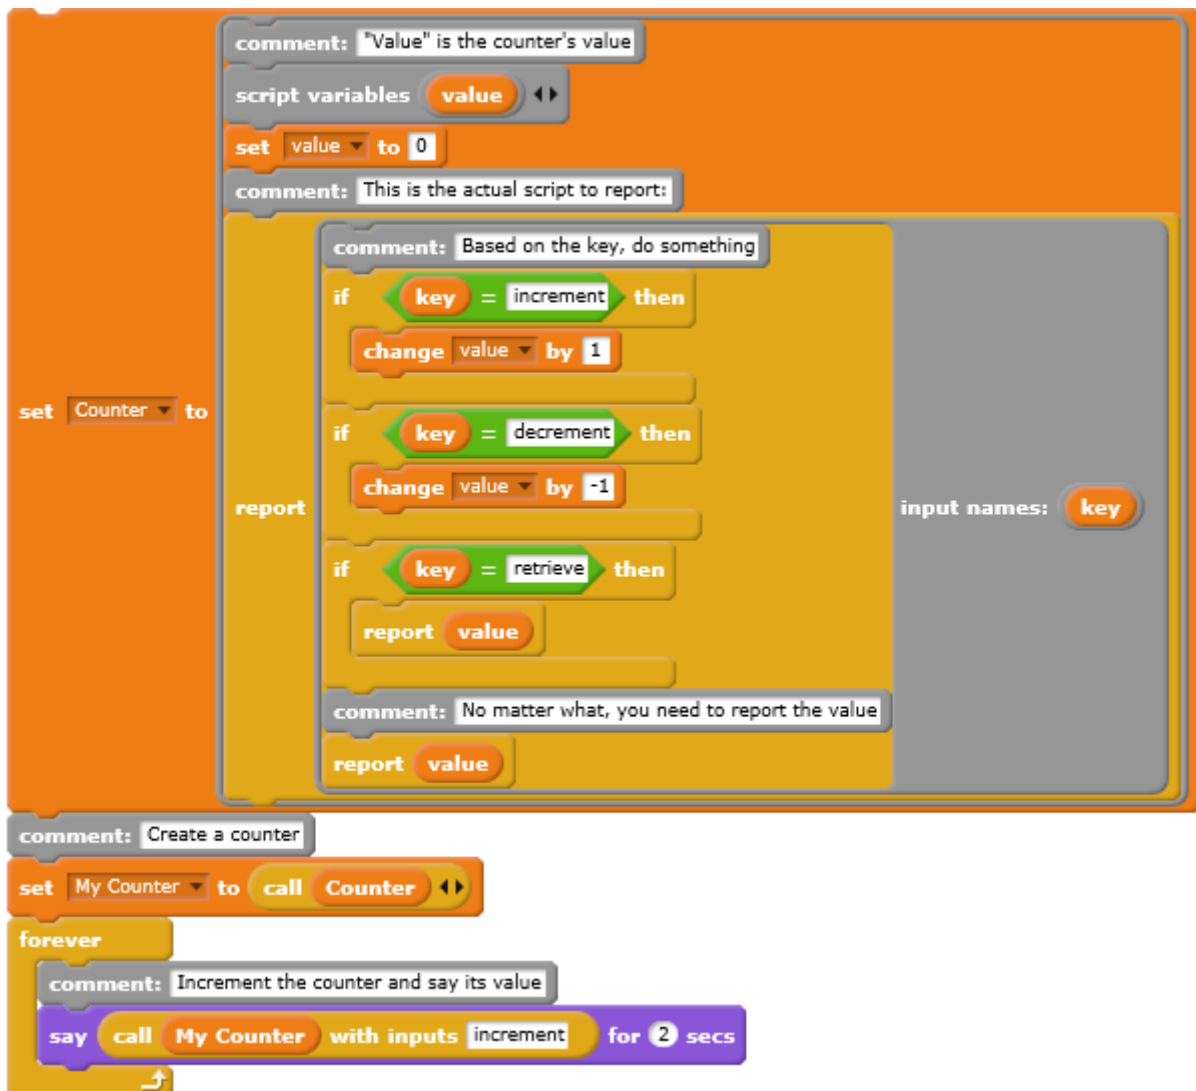 comment: "Value" is the counter's value
script variables value
set value to 0
comment: This is the actual script to report:
comment: Based on the key, do something
if key = increment then
change value by 1
set Counter to
if key = decrement then
change value by -1
report
input names: key
if key = retrieve then
report value
comment: No matter what, you need to report the value
report value
comment: Create a counter
set My Counter to call Counter
forever
comment: Increment the counter and say its value
say call My Counter with inputs increment for 2 secs